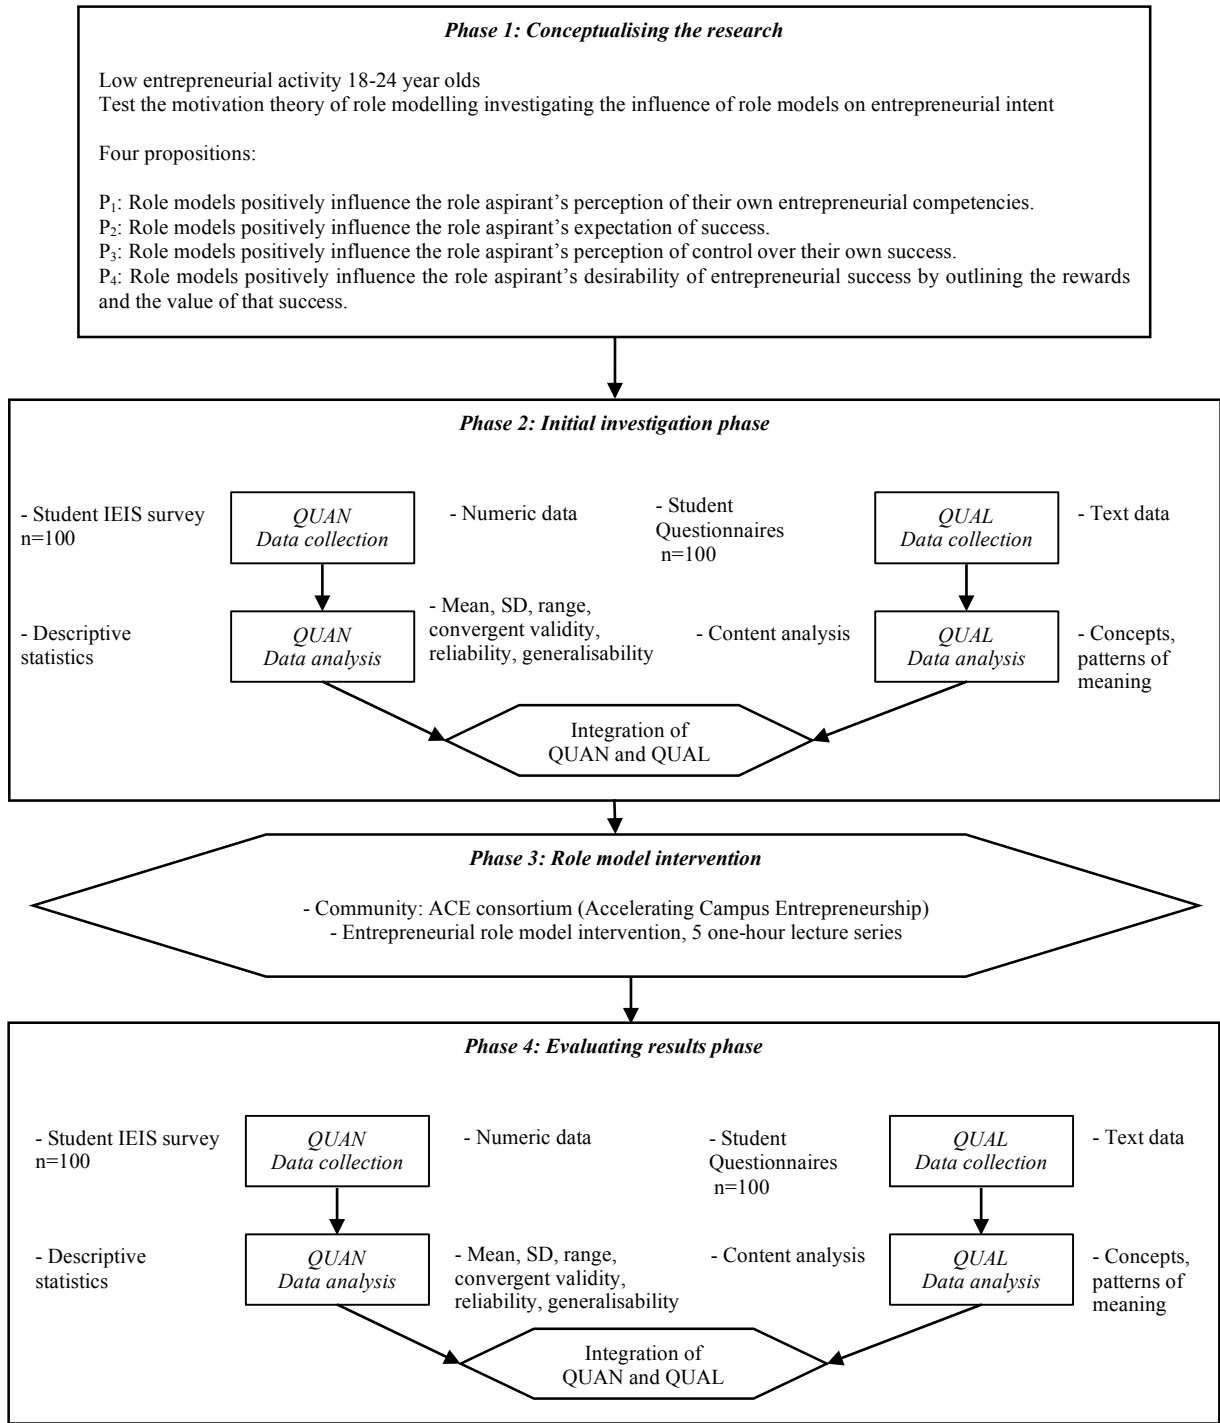 Phase 1: Conceptualising the research
Low entrepreneurial activity 18-24 year olds
Test the motivation theory of role modelling investigating the influence of role models on entrepreneurial intent
Four propositions:
P₁: Role models positively influence the role aspirant’s perception of their own entrepreneurial competencies.
P₂: Role models positively influence the role aspirant’s expectation of success.
P₃: Role models positively influence the role aspirant’s perception of control over their own success.
P₄: Role models positively influence the role aspirant’s desirability of entrepreneurial success by outlining the rewards
and the value of that success.
Phase 2: Initial investigation phase
- Student IEIS survey
n=100
QUAN
Data collection
- Numeric data
- Student
Questionnaires
n=100
QUAL
Data collection
- Text data
- Descriptive
statistics
QUAN
Data analysis
- Mean, SD, range,
convergent validity,
reliability, generalisability
- Content analysis
QUAL
Data analysis
- Concepts,
patterns of
meaning
Integration of
QUAN and QUAL
Phase 3: Role model intervention
- Community: ACE consortium (Accelerating Campus Entrepreneurship)
- Entrepreneurial role model intervention, 5 one-hour lecture series
Phase 4: Evaluating results phase
- Student IEIS survey
n=100
QUAN
Data collection
- Numeric data
- Student
Questionnaires
n=100
QUAL
Data collection
- Text data
- Descriptive
statistics
QUAN
Data analysis
- Mean, SD, range,
convergent validity,
reliability, generalisability
- Content analysis
QUAL
Data analysis
- Concepts,
patterns of
meaning
Integration of
QUAN and QUAL